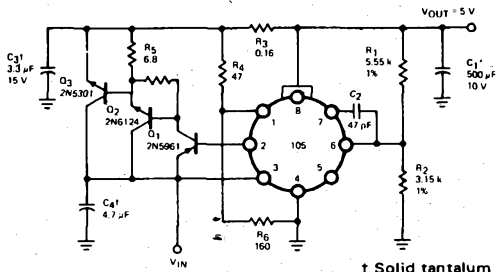 VOUT = 5 V
C3†
3.3 µF
15 V
Q3
2N5301
R5
6.8
Q2
2N6124
Q1
2N5961
R4
47
R3
0.16
R1
5.55 k
1%
C1†
500 µF
10 V
C2
47 pF
8
1
7
2
105
6
3
5
4
R2
3.15 k
1%
C4†
4.7 µF
R6
160
VIN
† Solid tantalum